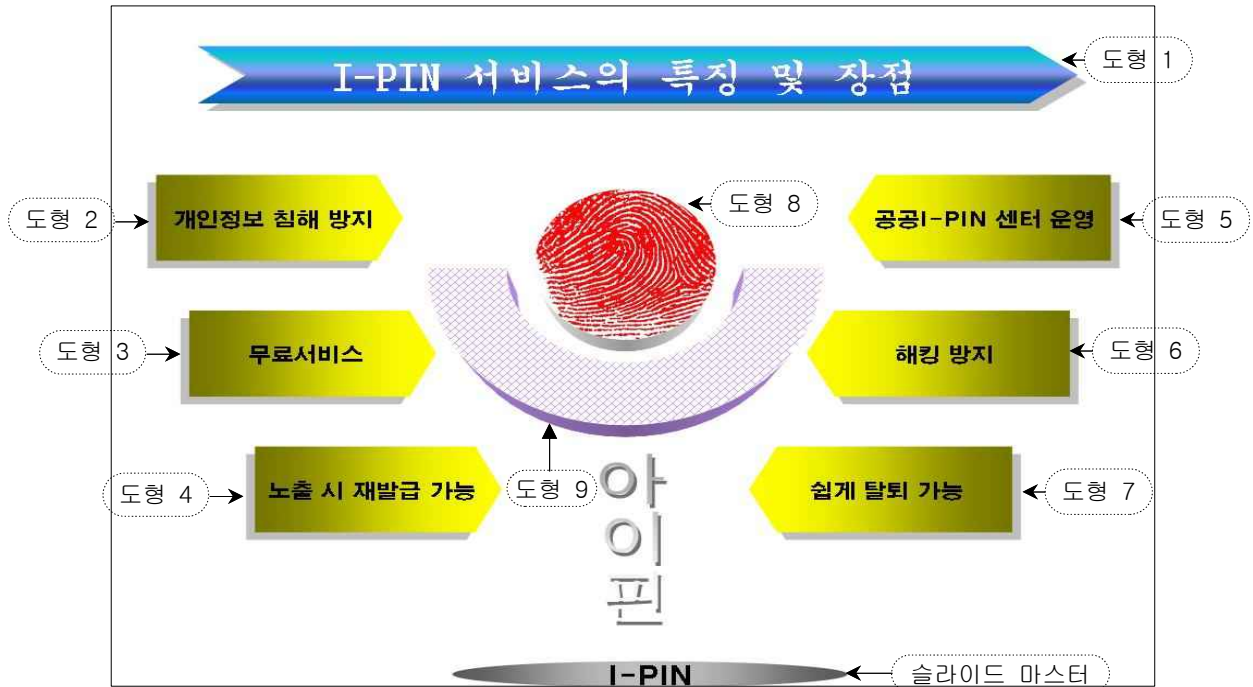 I-PIN 서비스의 특징 및 장점
도형 1
도형 2
개인정보 침해 방지
도형 8
공공I-PIN 센터 운영
도형 5
도형 3
무료서비스
해킹 방지
도형 6
도형 4
노출 시 재발급 가능
도형 9
쉽게 탈퇴 가능
도형 7
아
이
핀
I-PIN
슬라이드 마스터